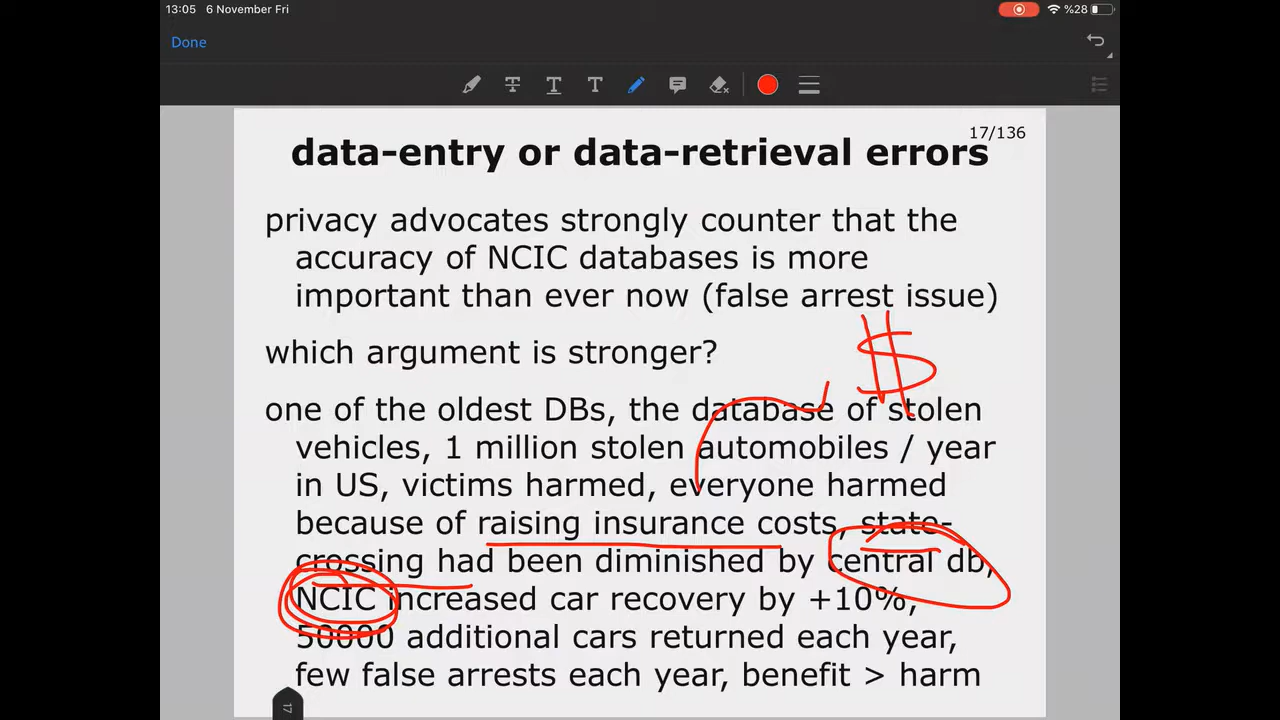 13:05 6 November Fri
%28
Done
17/136
data-entry or data-retrieval errors
privacy advocates strongly counter that the
accuracy of NCIC databases is more
important than ever now (false arrest issue)
which argument is stronger?
$
one of the oldest DBs, the database of stolen
vehicles, 1 million stolen automobiles / year
in US, victims harmed, everyone harmed
because of raising insurance costs, state-
crossing had been diminished by central db,
NCIC increased car recovery by +10%,
50000 additional cars returned each year,
few false arrests each year, benefit > harm
17